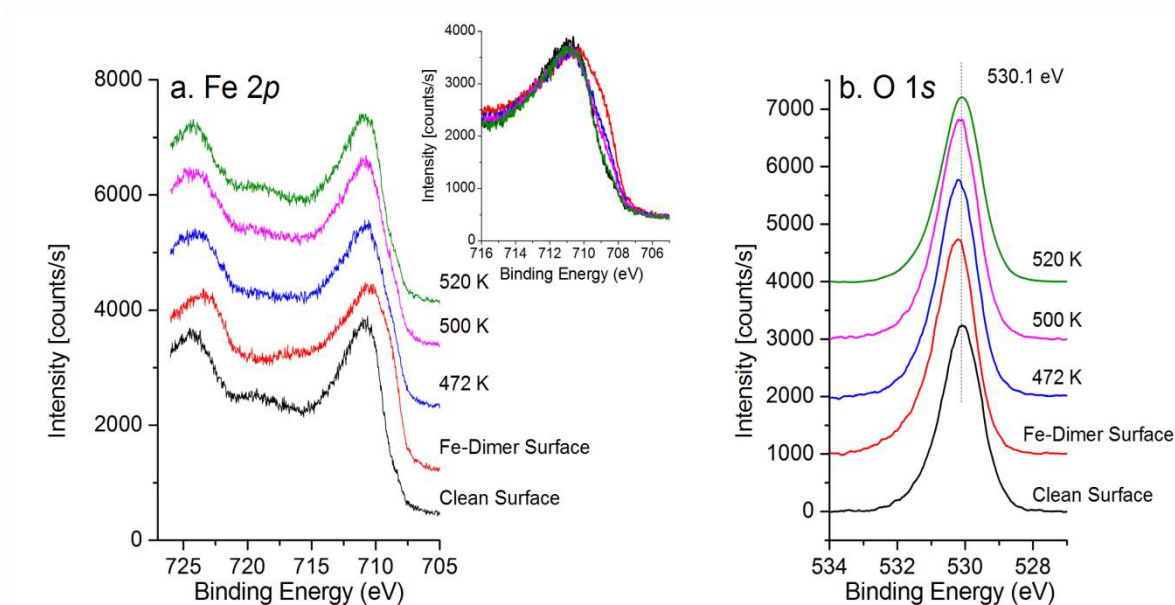 a. Fe 2p
Intensity [counts/s]
8000
6000
4000
2000
0
725
720
715
710
705
Binding Energy (eV)
520 K
500 K
472 K
Fe-Dimer Surface
Clean Surface
Intensity [counts/s]
4000
3000
2000
1000
0
716 714 712 710 708 706
Binding Energy (eV)
b. O 1s
530.1 eV
Intensity [counts/s]
7000
6000
5000
4000
3000
2000
1000
0
534
532
530
528
Binding Energy (eV)
520 K
500 K
472 K
Fe-Dimer Surface
Clean Surface